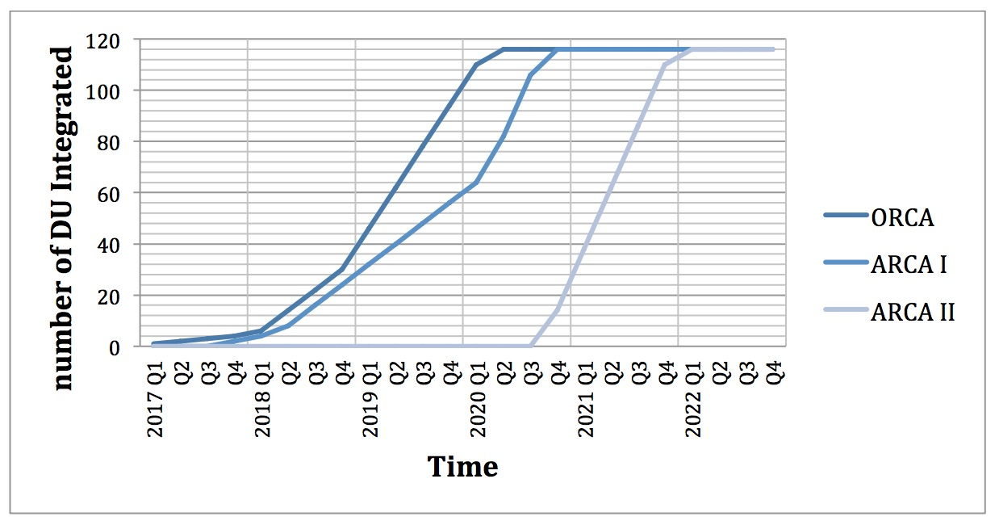 number of DU Integrated
120
100
80
60
40
20
0
2017 Q1
Q2
Q3
Q4
2018 Q1
Q2
Q3
Q4
2019 Q1
Q2
Q3
Q4
2020 Q1
Q2
Q3
Q4
2021 Q1
Q2
Q3
Q4
2022 Q1
Q2
Q3
Q4
Time
ORCA
ARCA I
ARCA II